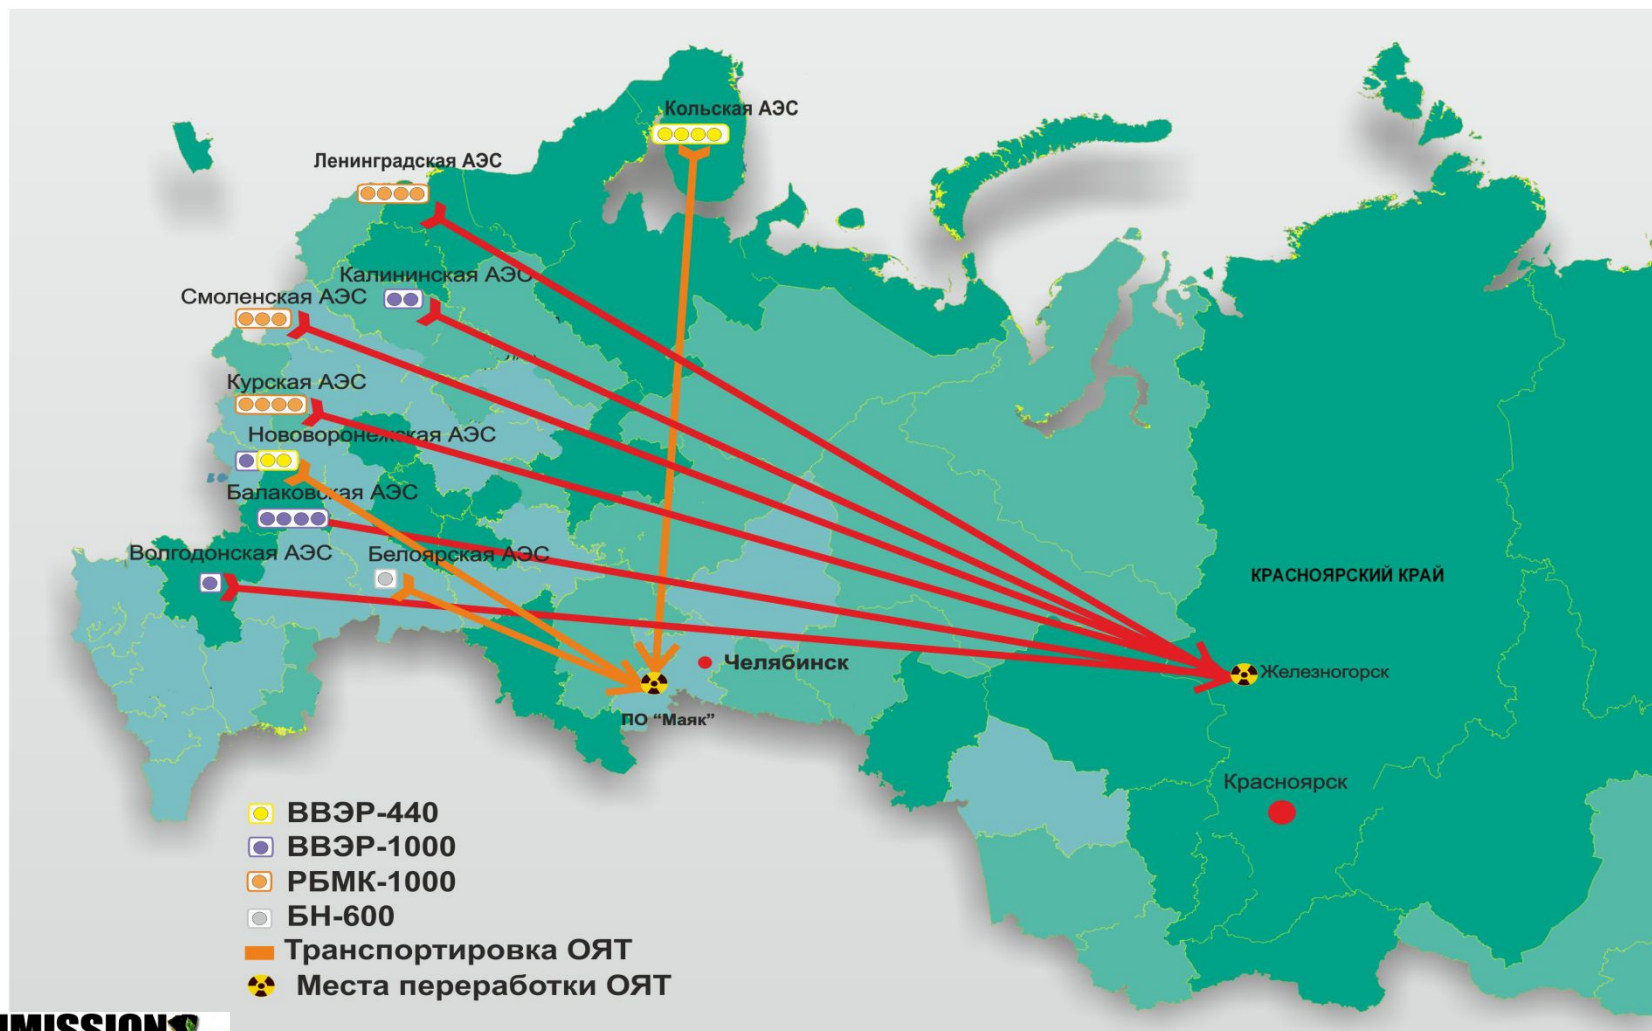 Кольская АЭС
Ленинградская АЭС
Калининская АЭС
Смоленская АЭС
Курская АЭС
Нововоронежская АЭС
Балаковская АЭС
Волгодонская АЭС
Белоярская АЭС
КРАСНОЯРСКИЙ КРАЙ
Челябинск
Железногорск
ПО “Маяк”
Красноярск
ВВЭР-440
ВВЭР-1000
РБМК-1000
БН-600
Транспортировка ОЯТ
Места переработки ОЯТ